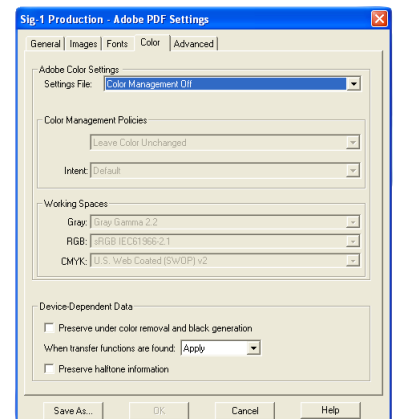 Sig-1 Production - Adobe PDF Settings
General Images Fonts Color Advanced
Adobe Color Settings
Settings File: Color Management Off
Color Management Policies
Leave Color Unchanged
Intent: Default
Working Spaces
Gray: Gray Gamma 2.2
RGB: sRGB IEC61966-2.1
CMYK: U.S. Web Coated (SWOP) v2
Device-Dependent Data
Preserve under color removal and black generation
When transfer functions are found: Apply
Preserve halftone information
Save As... OK Cancel Help